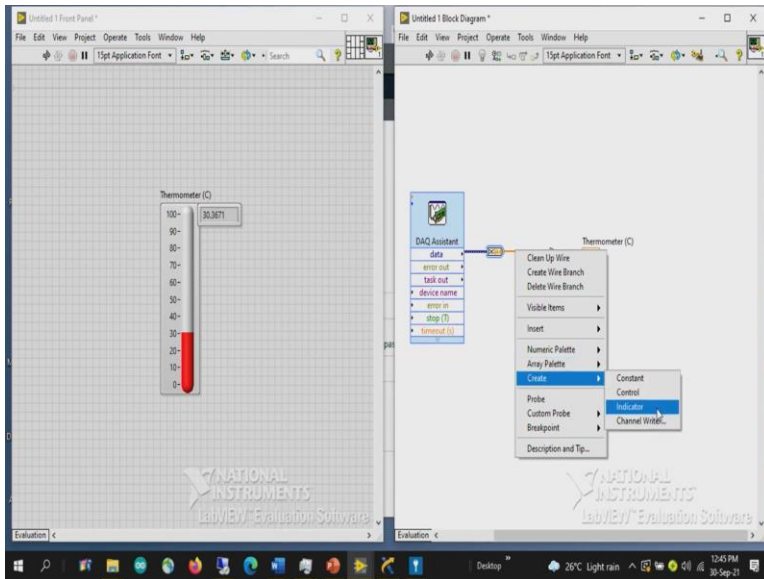 Untitled 1 Front Panel *
File Edit View Project Operate Tools Window Help
15pt Application Font
Search
Thermometer (C)
30.3671
100
90
80
70
60
50
40
30
20
10
0
NATIONAL
INSTRUMENTS
LabVIEW Evaluation Software
Evaluation
Untitled 1 Block Diagram *
File Edit View Project Operate Tools Window Help
15pt Application Font
DAQ Assistant
data
error out
task out
device name
error in
stop (T)
timeout (s)
Thermometer (C)
Clean Up Wire
Create Wire Branch
Delete Wire Branch
Visible Items
Insert
Numeric Palette
Array Palette
Create
Probe
Custom Probe
Breakpoint
Description and Tip...
Constant
Control
Indicator
Channel Writer...
NATIONAL
INSTRUMENTS
LabVIEW Evaluation Software
Evaluation
Desktop
26°C Light rain
12:45 PM
30-Sep-21